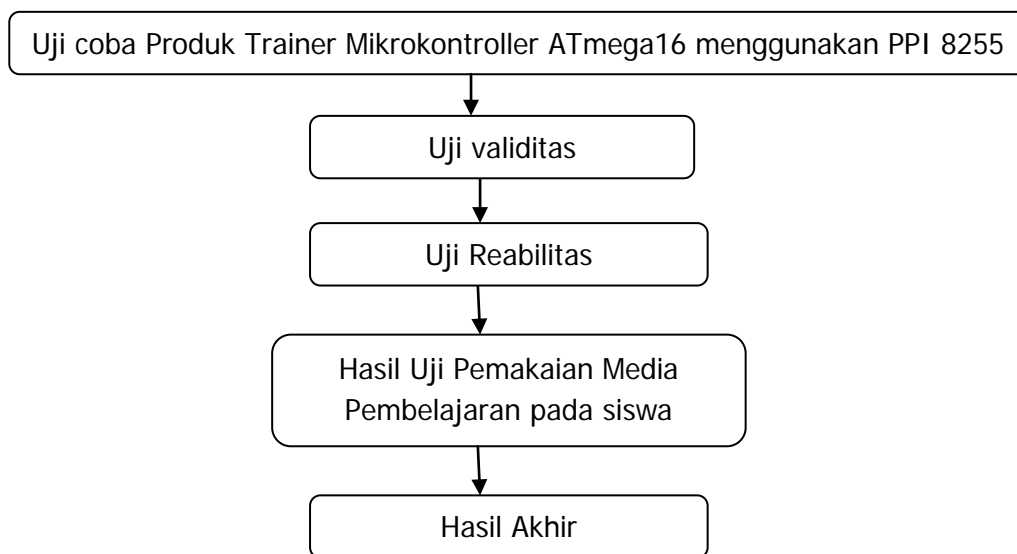 Uji coba Produk Trainer Mikrokontroller ATmega16 menggunakan PPI 8255
Uji validitas
Uji Reabilitas
Hasil Uji Pemakaian Media
Pembelajaran pada siswa
Hasil Akhir